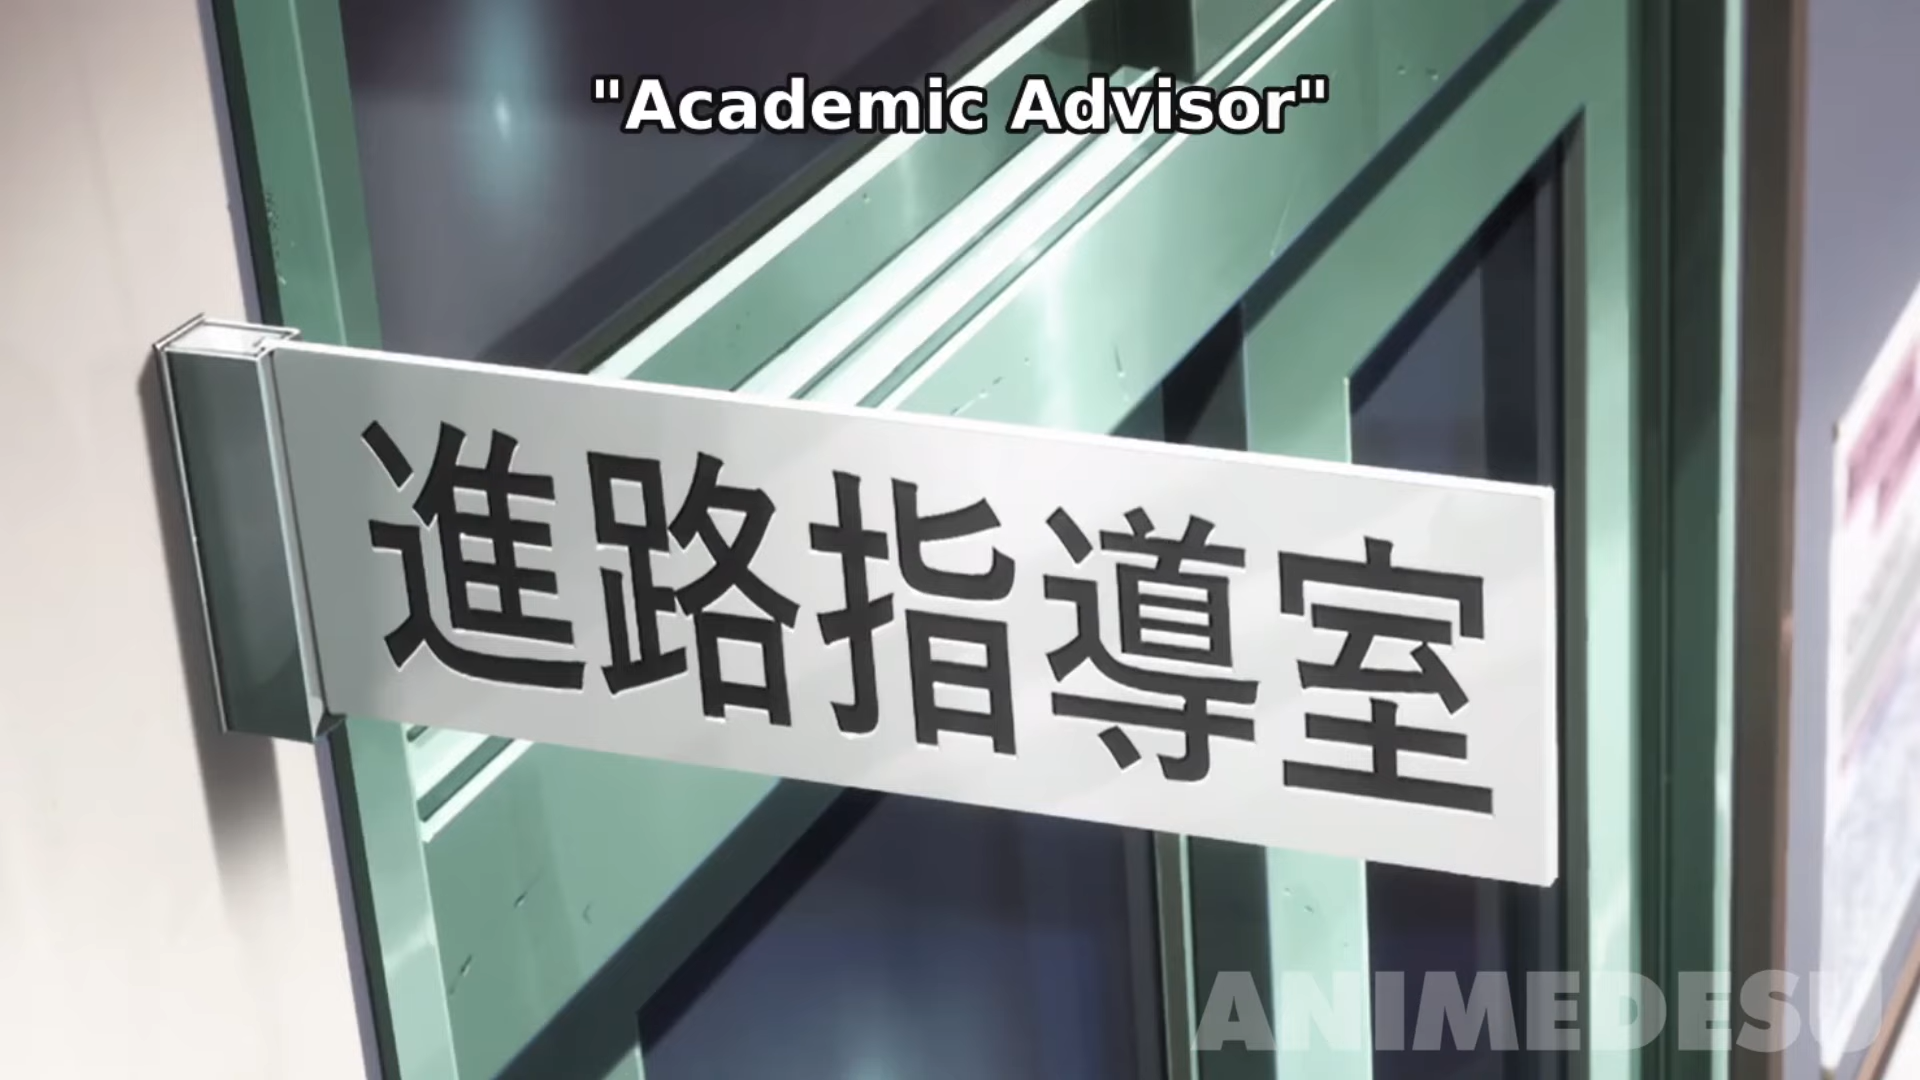 "Academic Advisor"
進路指導室
ANIMEDESU